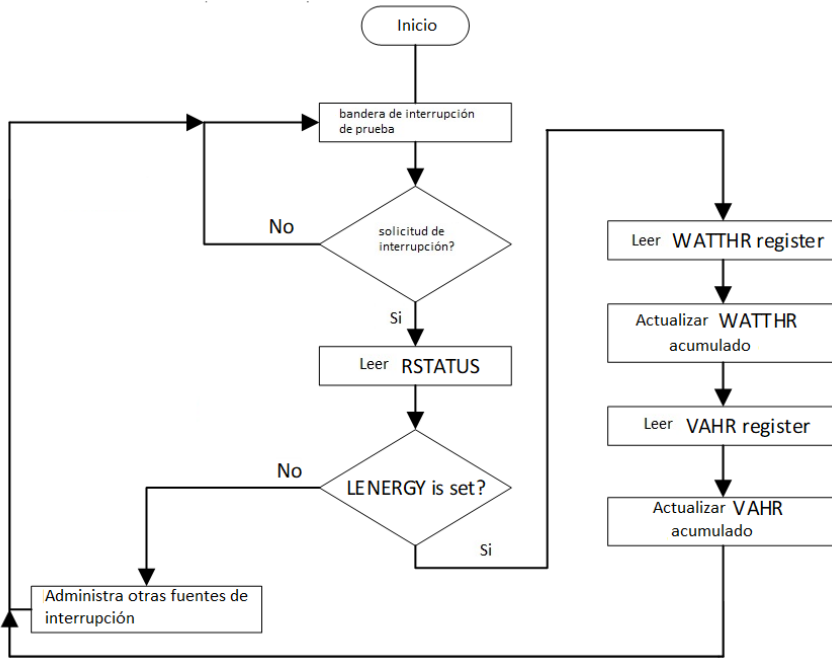 Inicio
bandera de interrupción
de prueba
No
solicitud de
interrupción?
Si
Leer RSTATUS
No
LENERGY is set?
Si
Administra otras fuentes de
interrupción
Leer WATTHR register
Actualizar WATTHR
acumulado
Leer VAHR register
Actualizar VAHR
acumulado